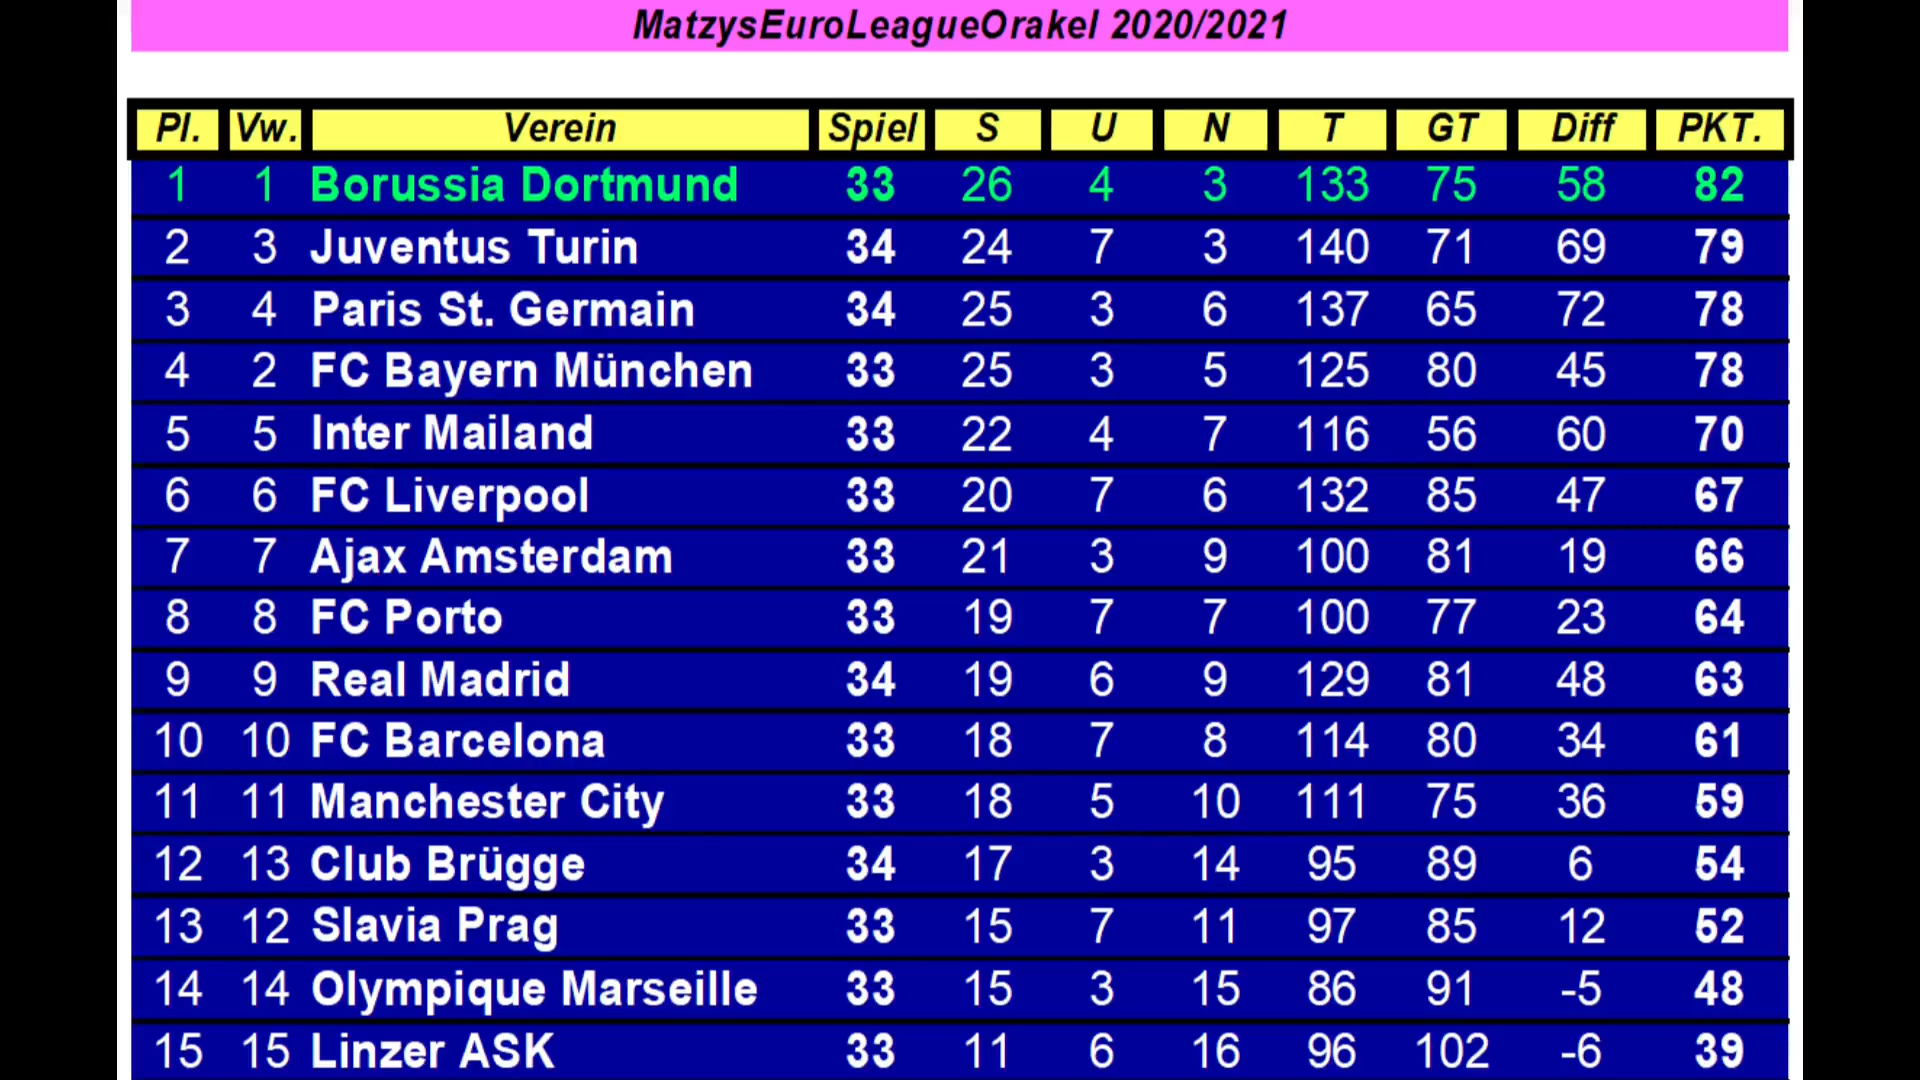 MatzysEuroLeagueOrakel 2020/2021
Pl. Vw. Verein Spiel S U N T GT Diff PKT.
1 1 Borussia Dortmund 33 26 4 3 133 75 58 82
2 3 Juventus Turin 34 24 7 3 140 71 69 79
3 4 Paris St. Germain 34 25 3 6 137 65 72 78
4 2 FC Bayern München 33 25 3 5 125 80 45 78
5 5 Inter Mailand 33 22 4 7 116 56 60 70
6 6 FC Liverpool 33 20 7 6 132 85 47 67
7 7 Ajax Amsterdam 33 21 3 9 100 81 19 66
8 8 FC Porto 33 19 7 7 100 77 23 64
9 9 Real Madrid 34 19 6 9 129 81 48 63
10 10 FC Barcelona 33 18 7 8 114 80 34 61
11 11 Manchester City 33 18 5 10 111 75 36 59
12 13 Club Brügge 34 17 3 14 95 89 6 54
13 12 Slavia Prag 33 15 7 11 97 85 12 52
14 14 Olympique Marseille 33 15 3 15 86 91 -5 48
15 15 Linzer ASK 33 11 6 16 96 102 -6 39